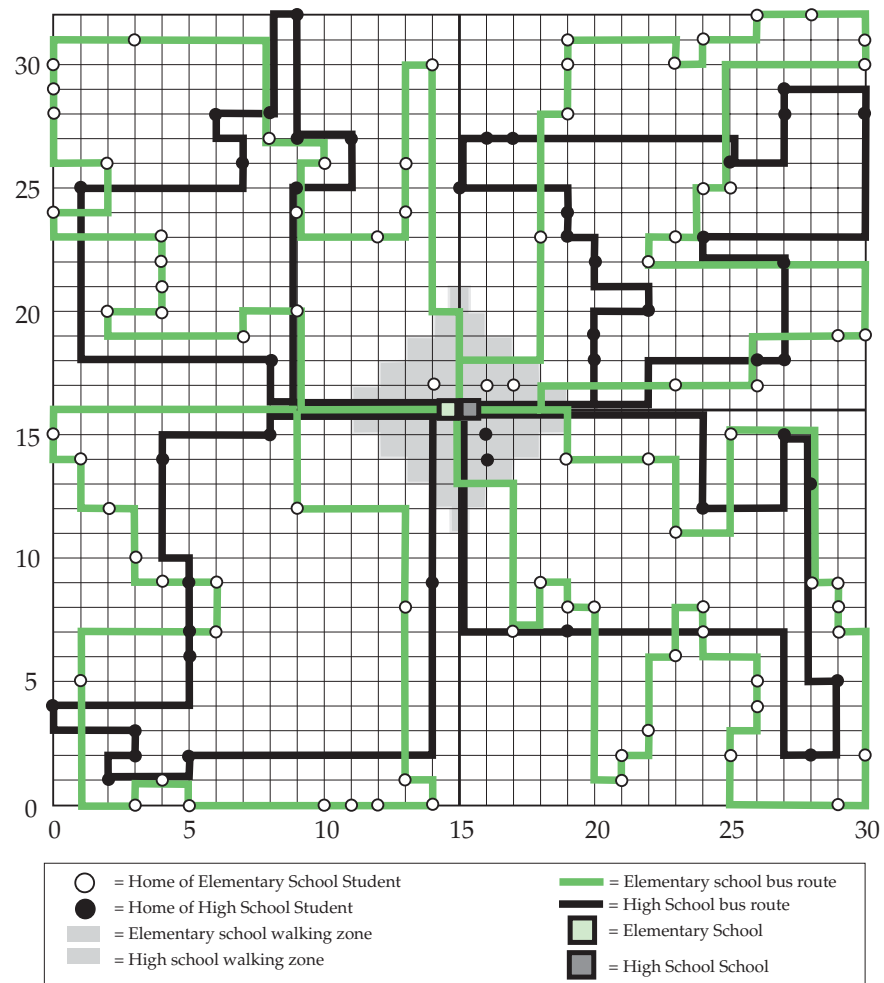 30
25
20
15
10
5
0
0 5 10 15 20 25 30
= Home of Elementary School Student
= Home of High School Student
= Elementary school walking zone
= High school walking zone
= Elementary school bus route
= High School bus route
= Elementary School
= High School School